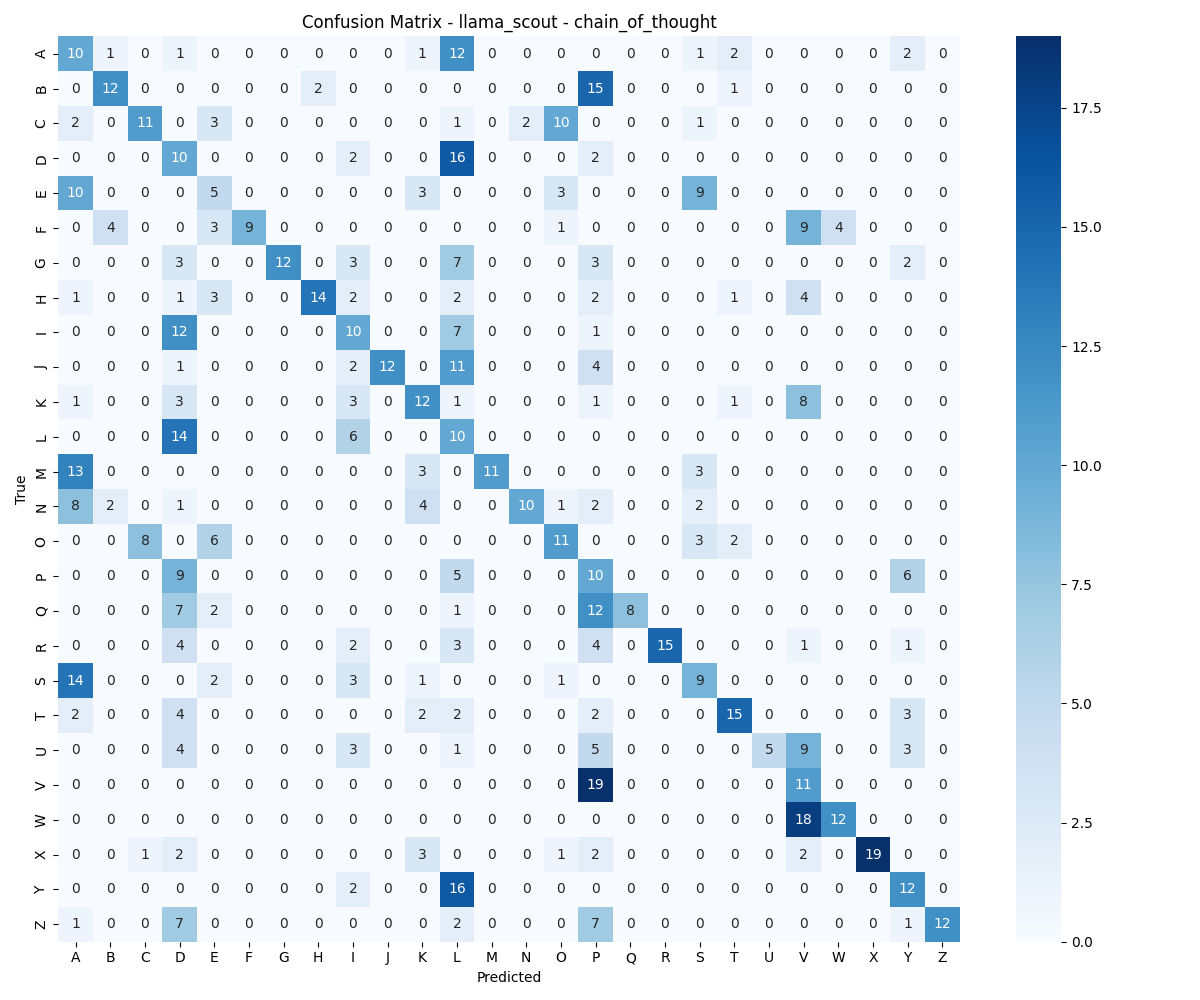 Confusion Matrix - llama_scout - chain_of_thought
A 10 1 0 1 0 0 0 0 0 0 1 12 0 0 0 0 0 0 1 2 0 0 0 0 2 0
B 0 12 0 0 0 0 0 2 0 0 0 0 0 0 0 15 0 0 0 1 0 0 0 0 0 0
C 2 0 11 0 3 0 0 0 0 0 0 1 0 2 10 0 0 0 1 0 0 0 0 0 0 0
D 0 0 0 10 0 0 0 0 2 0 0 16 0 0 0 2 0 0 0 0 0 0 0 0 0 0
E 10 0 0 0 5 0 0 0 0 0 3 0 0 0 3 0 0 0 9 0 0 0 0 0 0 0
F 0 4 0 0 3 9 0 0 0 0 0 0 0 0 1 0 0 0 0 0 0 9 4 0 0 0
G 0 0 0 3 0 0 12 0 3 0 0 7 0 0 0 3 0 0 0 0 0 0 0 0 2 0
H 1 0 0 1 3 0 0 14 2 0 0 2 0 0 0 2 0 0 0 1 0 4 0 0 0 0
I 0 0 0 12 0 0 0 0 10 0 0 7 0 0 0 1 0 0 0 0 0 0 0 0 0 0
J 0 0 0 1 0 0 0 0 2 12 0 11 0 0 0 4 0 0 0 0 0 0 0 0 0 0
K 1 0 0 3 0 0 0 0 3 0 12 1 0 0 0 1 0 0 0 1 0 8 0 0 0 0
L 0 0 0 14 0 0 0 0 6 0 0 10 0 0 0 0 0 0 0 0 0 0 0 0 0 0
M 13 0 0 0 0 0 0 0 0 0 3 0 11 0 0 0 0 0 3 0 0 0 0 0 0 0
N 8 2 0 1 0 0 0 0 0 0 4 0 0 10 1 2 0 0 2 0 0 0 0 0 0 0
O 0 0 8 0 6 0 0 0 0 0 0 0 0 0 11 0 0 0 3 2 0 0 0 0 0 0
P 0 0 0 9 0 0 0 0 0 0 0 5 0 0 0 10 0 0 0 0 0 0 0 0 6 0
Q 0 0 0 7 2 0 0 0 0 0 0 1 0 0 0 12 8 0 0 0 0 0 0 0 0 0
R 0 0 0 4 0 0 0 0 2 0 0 3 0 0 0 4 0 15 0 0 0 1 0 0 1 0
S 14 0 0 0 2 0 0 0 3 0 1 0 0 0 1 0 0 0 9 0 0 0 0 0 0 0
T 2 0 0 4 0 0 0 0 0 0 2 2 0 0 0 2 0 0 0 15 0 0 0 0 3 0
U 0 0 0 4 0 0 0 0 3 0 0 1 0 0 0 5 0 0 0 0 5 9 0 0 3 0
V 0 0 0 0 0 0 0 0 0 0 0 0 0 0 0 19 0 0 0 0 0 11 0 0 0 0
W 0 0 0 0 0 0 0 0 0 0 0 0 0 0 0 0 0 0 0 0 0 18 12 0 0 0
X 0 0 1 2 0 0 0 0 0 0 3 0 0 0 1 2 0 0 0 0 0 2 0 19 0 0
Y 0 0 0 0 0 0 0 0 2 0 0 16 0 0 0 0 0 0 0 0 0 0 0 0 12 0
Z 1 0 0 7 0 0 0 0 0 0 0 2 0 0 0 7 0 0 0 0 0 0 0 0 1 12
A B C D E F G H I J K L M N O P Q R S T U V W X Y Z
Predicted
True
17.5
15.0
12.5
10.0
7.5
5.0
2.5
0.0